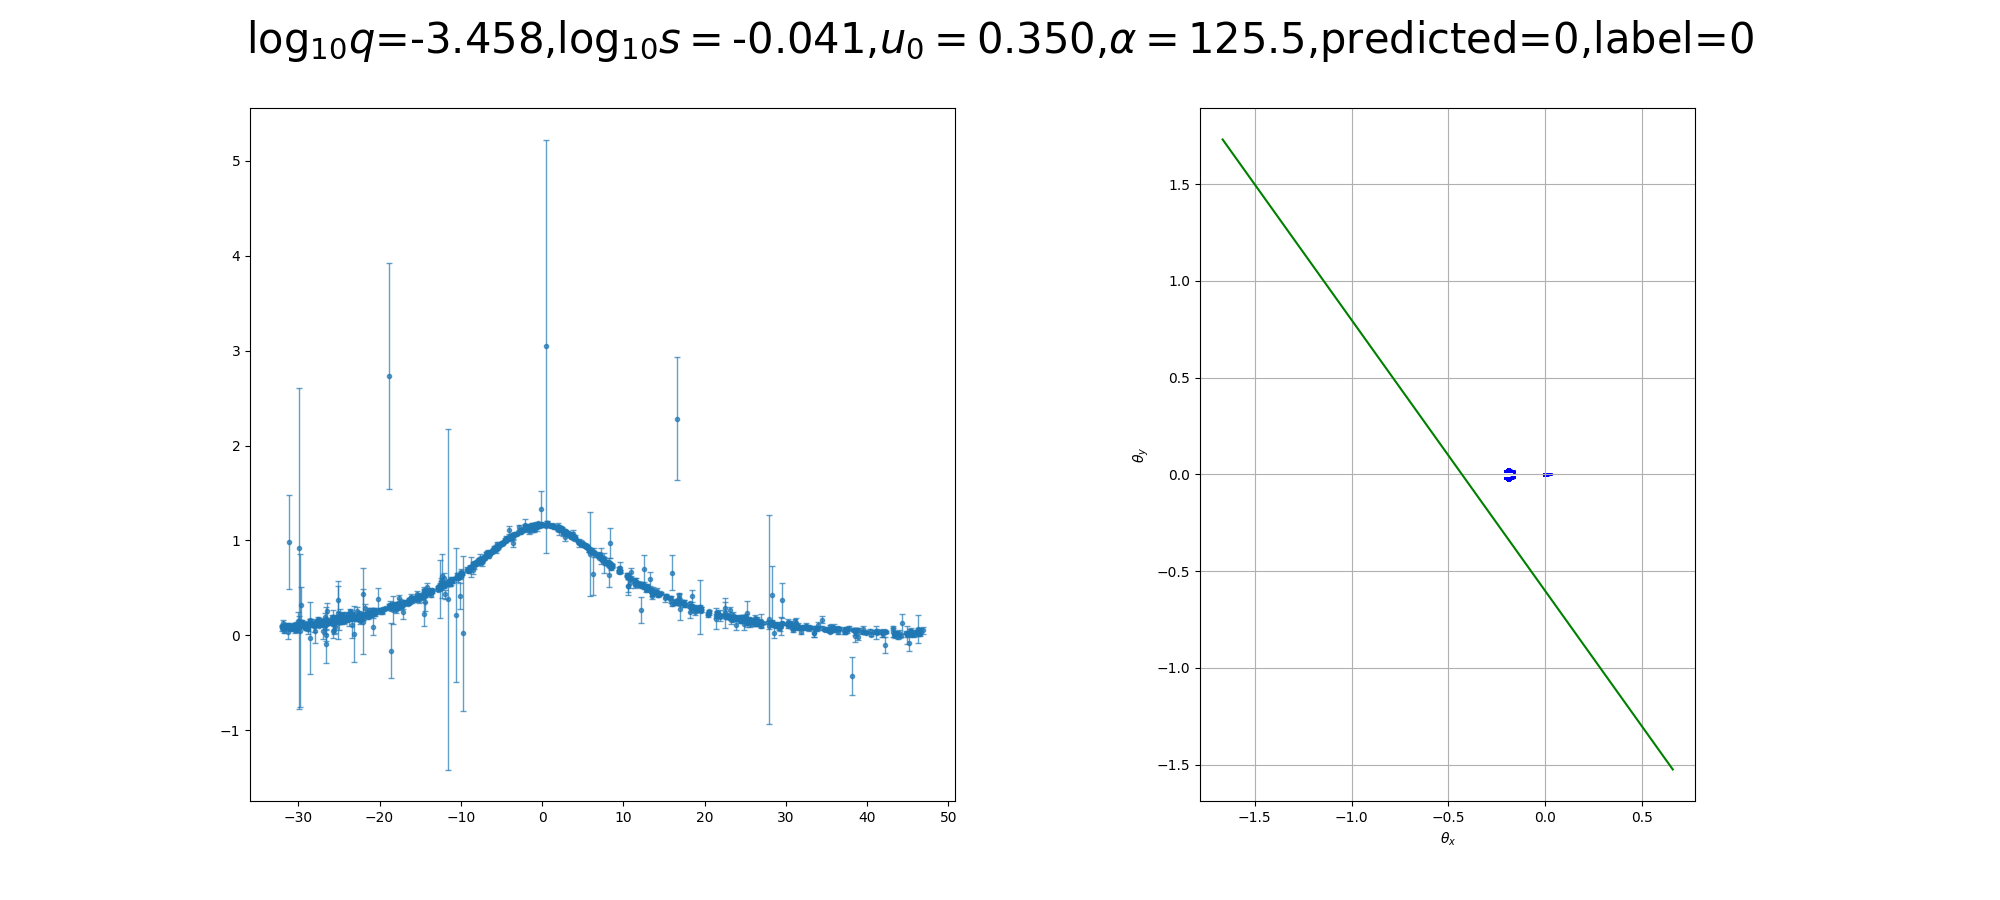 log₁₀q=-3.458,log₁₀s = -0.041,u₀ = 0.350,α = 125.5,predicted=0,label=0
5
4
3
2
1
0
−1
−30 −20 −10 0 10 20 30 40 50
1.5
1.0
0.5
0.0
−0.5
−1.0
−1.5
θ_y
−1.5 −1.0 −0.5 0.0 0.5
θ_x